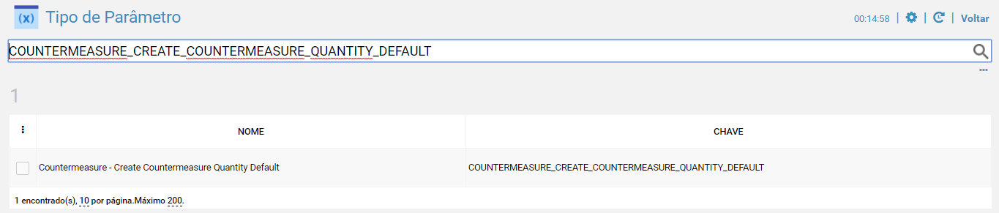 (x) Tipo de Parâmetro
00:14:58 | | | Voltar
COUNTERMEASURE_CREATE_COUNTERMEASURE_QUANTITY_DEFAULT
1
NOME CHAVE
Countermeasure - Create Countermeasure Quantity Default COUNTERMEASURE_CREATE_COUNTERMEASURE_QUANTITY_DEFAULT
1 encontrado(s), 10 por página.Máximo 200.